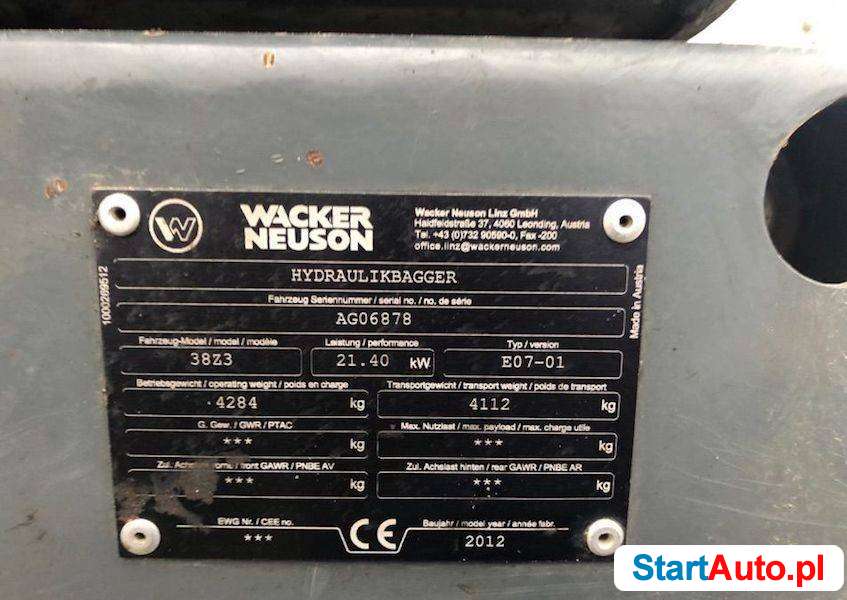 W
WACKER
NEUSON
Wacker Neuson Linz GmbH
Haidfeldstraße 37, 4060 Leonding, Austria
Tel. +43 (0)732 90590-0, Fax -200
office.linz@wackerneuson.com
HYDRAULIKBAGGER
Fahrzeug Seriennummer / serial no. / no. de série
AG06878
Fahrzeug-Model / model / modèle
Leistung / performance
Typ / version
38Z3
21.40 kW
E07-01
Betriebsgewicht / operating weight / poids en charge
Transportgewicht / transport weight / poids de transport
4284 kg
4112 kg
G. Gew. / GWR / PTAC
Max. Nutzlast / max. payload / max. charge utile
*** kg
*** kg
Zul. front GAWR / PNBE AV
Zul. Achslast hinten / rear GAWR / PNBE AR
*** kg
*** kg
EWG Nr. / CEE no.
CE
Baujahr / model year / année fabr.
***
2012
1000269512
Made in Austria
StartAuto.pl